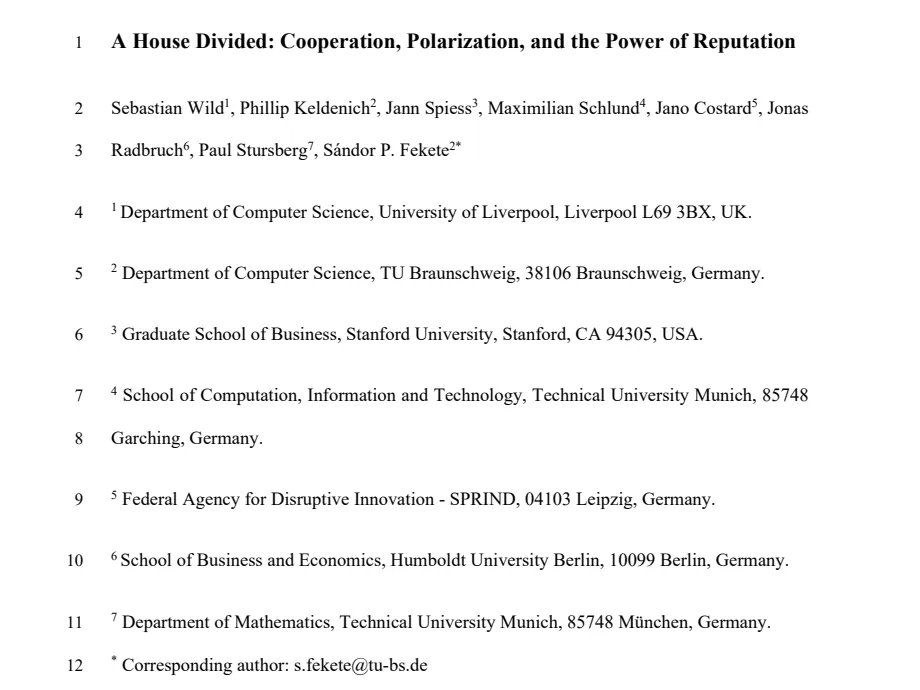 1 A House Divided: Cooperation, Polarization, and the Power of Reputation
2 Sebastian Wild¹, Phillip Keldenich², Jann Spiess³, Maximilian Schlund⁴, Jano Costard⁵, Jonas
3 Radbruch⁶, Paul Stursberg⁷, Sándor P. Fekete²*
4 ¹ Department of Computer Science, University of Liverpool, Liverpool L69 3BX, UK.
5 ² Department of Computer Science, TU Braunschweig, 38106 Braunschweig, Germany.
6 ³ Graduate School of Business, Stanford University, Stanford, CA 94305, USA.
7 ⁴ School of Computation, Information and Technology, Technical University Munich, 85748
8 Garching, Germany.
9 ⁵ Federal Agency for Disruptive Innovation - SPRIND, 04103 Leipzig, Germany.
10 ⁶ School of Business and Economics, Humboldt University Berlin, 10099 Berlin, Germany.
11 ⁷ Department of Mathematics, Technical University Munich, 85748 München, Germany.
12 * Corresponding author: s.fekete@tu-bs.de